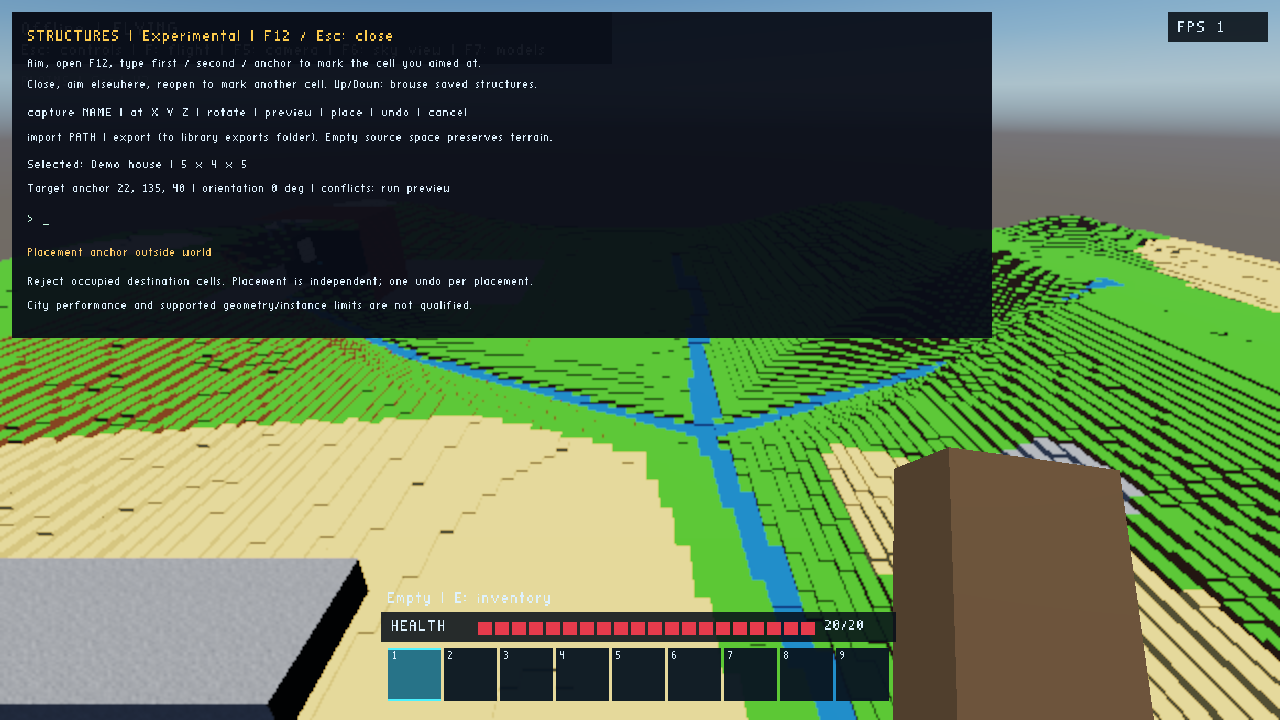 STRUCTURES | Experimental | F12 / Esc: close
FPS 1
Aim, open F12, type first / second / anchor to mark the cell you aimed at.
Close, aim elsewhere, reopen to mark another cell. Up/Down: browse saved structures.
capture NAME | at X Y Z | rotate | preview | place | undo | cancel
import PATH | export (to library exports folder). Empty source space preserves terrain.
Selected: Demo house | 5 x 4 x 5
Target anchor 22, 135, 40 | orientation 0 deg | conflicts: run preview
> _
Placement anchor outside world
Reject occupied destination cells. Placement is independent; one undo per placement.
City performance and supported geometry/instance limits are not qualified.
Empty | E: inventory
HEALTH 20/20
1 2 3 4 5 6 7 8 9